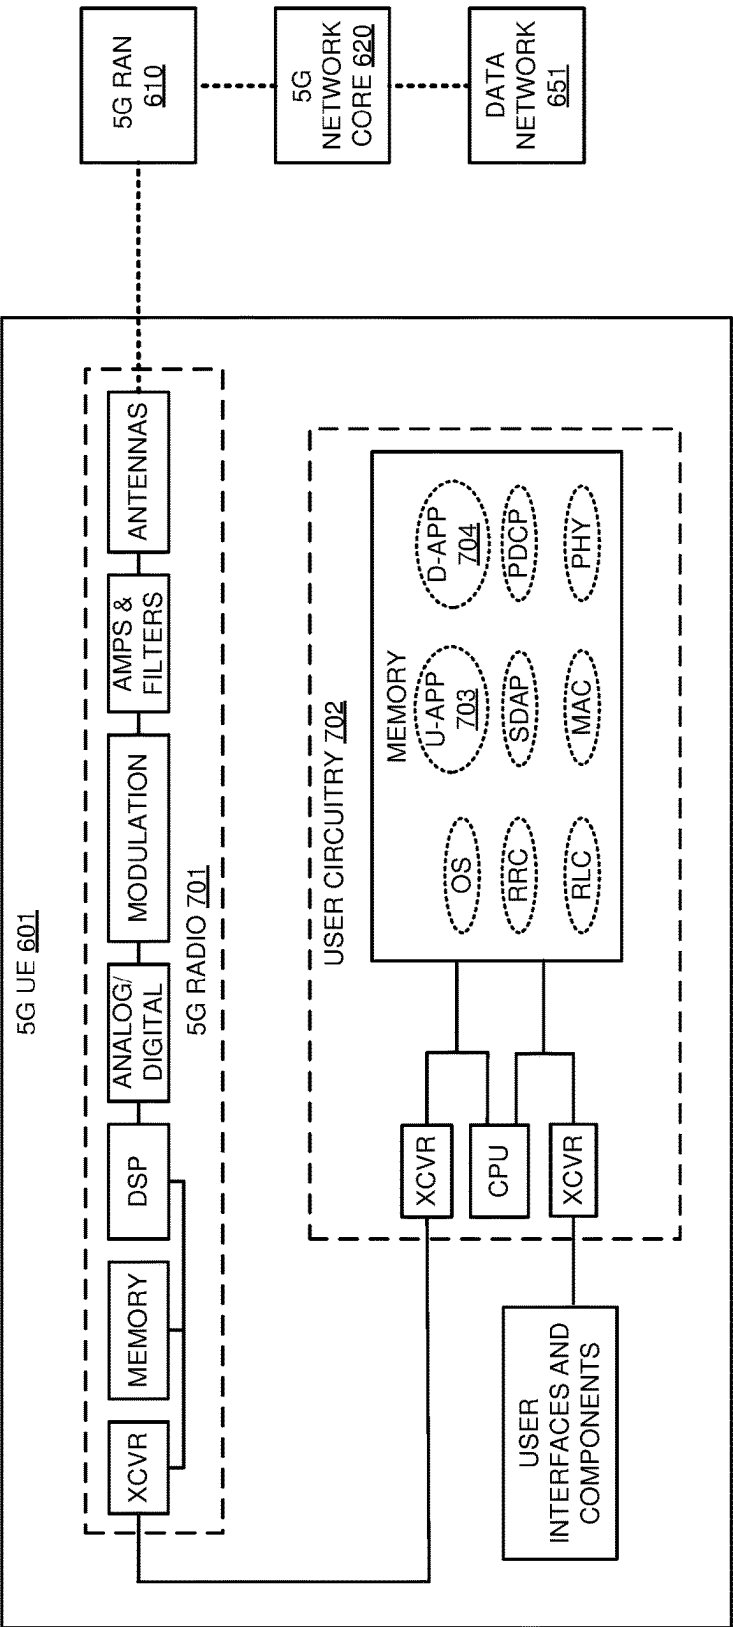 5G UE 601
XCVR
MEMORY
DSP
ANALOG/
DIGITAL
MODULATION
AMPS &
FILTERS
ANTENNAS
5G RADIO 701
5G RAN
610
5G
NETWORK
CORE 620
DATA
NETWORK
651
USER CIRCUITRY 702
XCVR
CPU
XCVR
MEMORY
OS
U-APP
703
D-APP
704
RRC
SDAP
PDCP
RLC
MAC
PHY
USER
INTERFACES AND
COMPONENTS